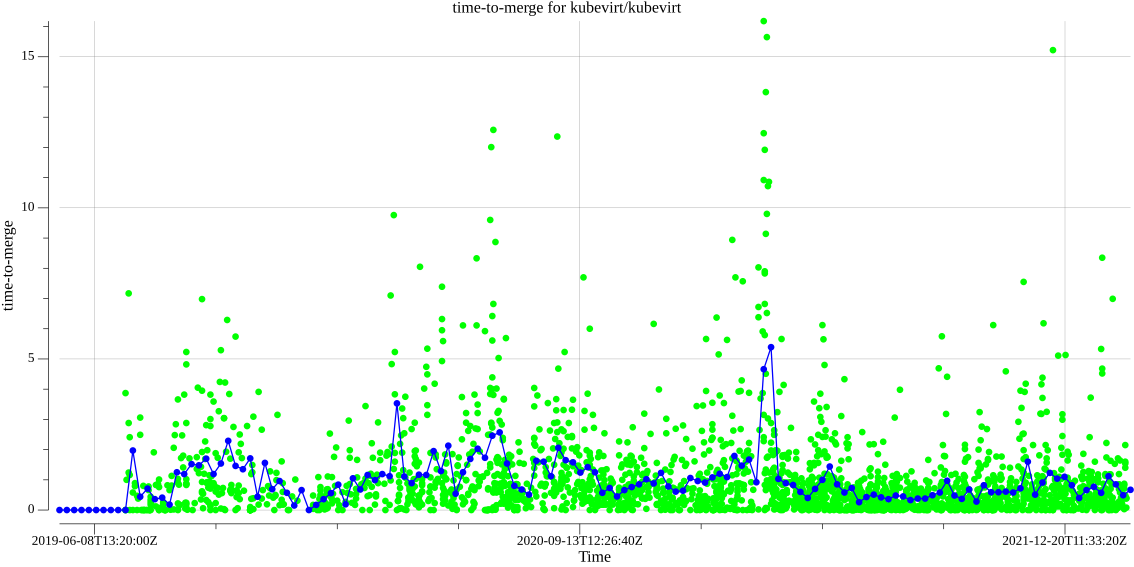 time-to-merge for kubevirt/kubevirt
15
10
5
0
time-to-merge
2019-06-08T13:20:00Z
2020-09-13T12:26:40Z
2021-12-20T11:33:20Z
Time